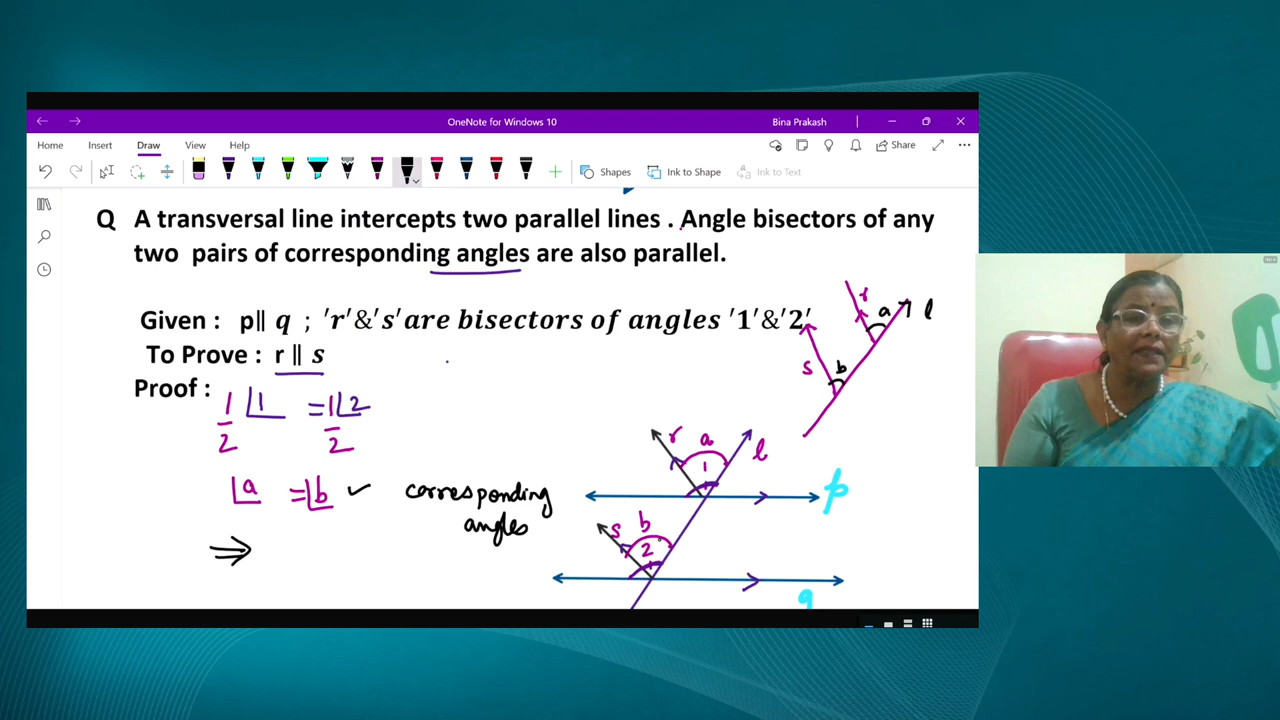 OneNote for Windows 10
Bina Prakash
Home Insert Draw View Help
Share
Shapes
Ink to Shape
Ink to Text
Q A transversal line intercepts two parallel lines . Angle bisectors of any
two pairs of corresponding angles are also parallel.
Given : p∥ q ; 'r'&'s'are bisectors of angles '1'&'2'
To Prove : r ∥ s
Proof :
1/2 ∠1 = 1/2 ∠2
∠a = ∠b ✓ corresponding
angles
⇒
r a l
s b
r a l
1
p
s b
2
q